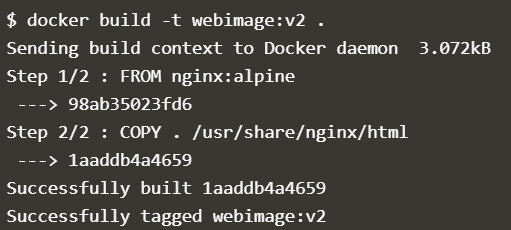 $ docker build -t webimage:v2 .
Sending build context to Docker daemon  3.072kB
Step 1/2 : FROM nginx:alpine
 ---> 98ab35023fd6
Step 2/2 : COPY . /usr/share/nginx/html
 ---> 1aaddb4a4659
Successfully built 1aaddb4a4659
Successfully tagged webimage:v2